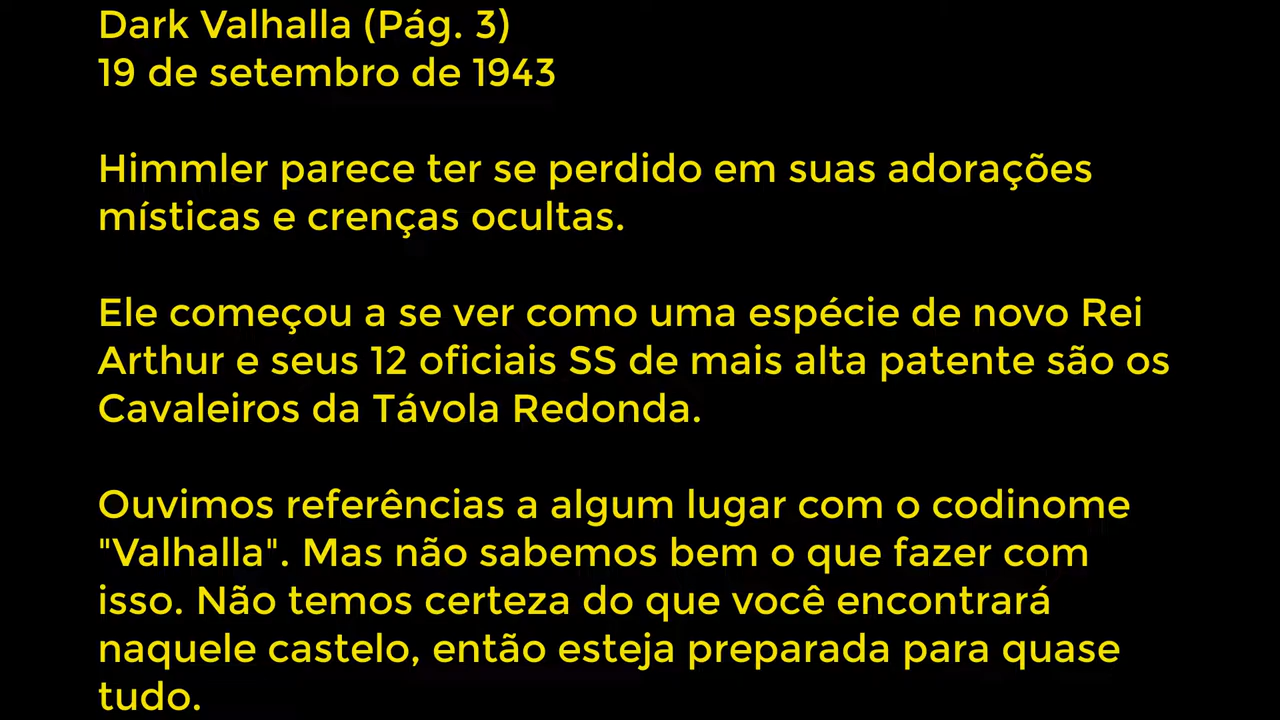 Dark Valhalla (Pág. 3)
19 de setembro de 1943
Himmler parece ter se perdido em suas adorações
místicas e crenças ocultas.
Ele começou a se ver como uma espécie de novo Rei
Arthur e seus 12 oficiais SS de mais alta patente são os
Cavaleiros da Távola Redonda.
Ouvimos referências a algum lugar com o codinome
"Valhalla". Mas não sabemos bem o que fazer com
isso. Não temos certeza do que você encontrará
naquele castelo, então esteja preparada para quase
tudo.